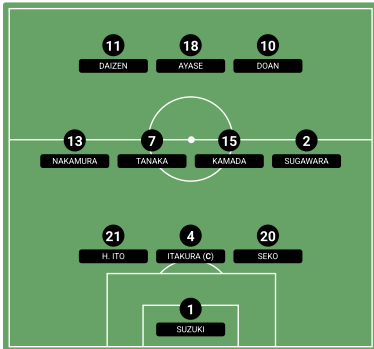 11 18 10
DAIZEN AYASE DOAN
13 7 15 2
NAKAMURA TANAKA KAMADA SUGAWARA
21 4 20
H. ITO ITAKURA (C) SEKO
1
SUZUKI